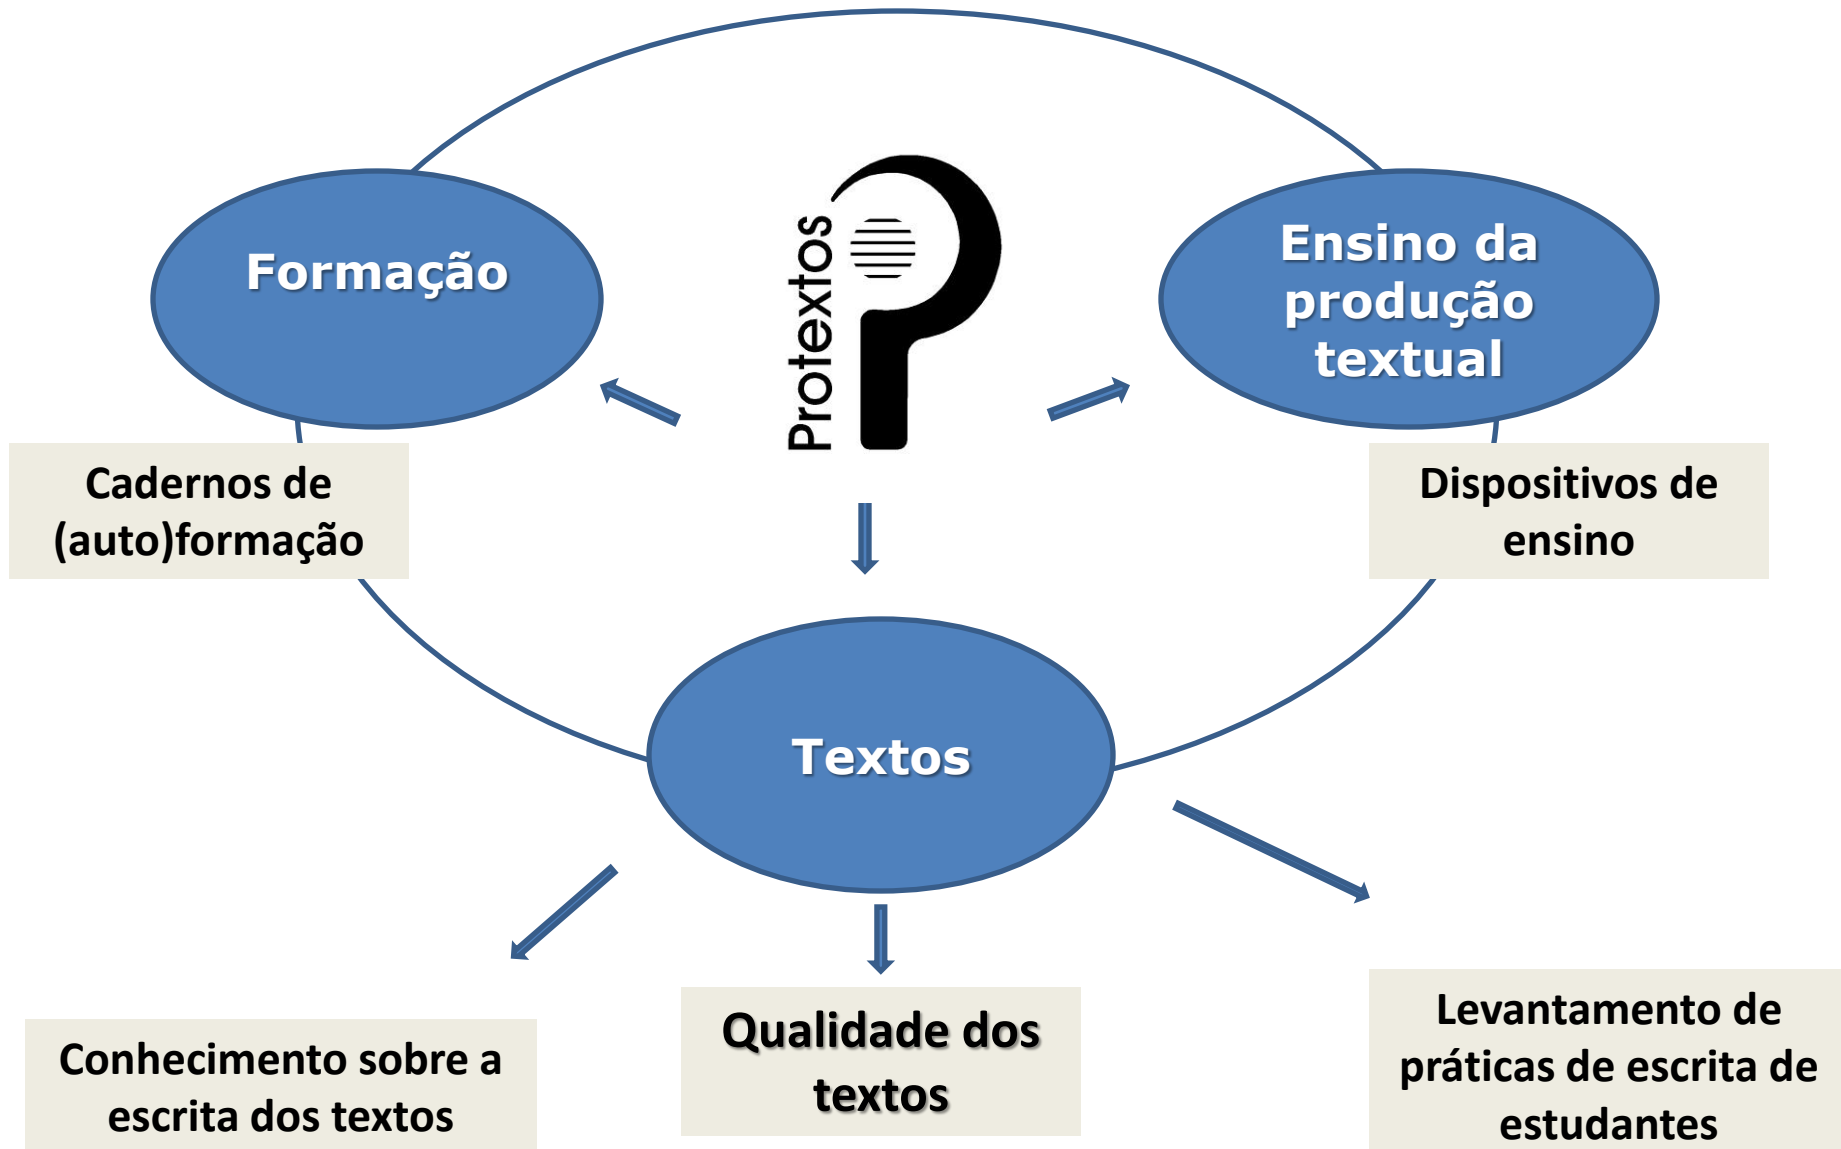 Formação
Protextos
Ensino da
produção
textual
Cadernos de
(auto)formação
Dispositivos de
ensino
Textos
Conhecimento sobre a
escrita dos textos
Qualidade dos
textos
Levantamento de
práticas de escrita de
estudantes